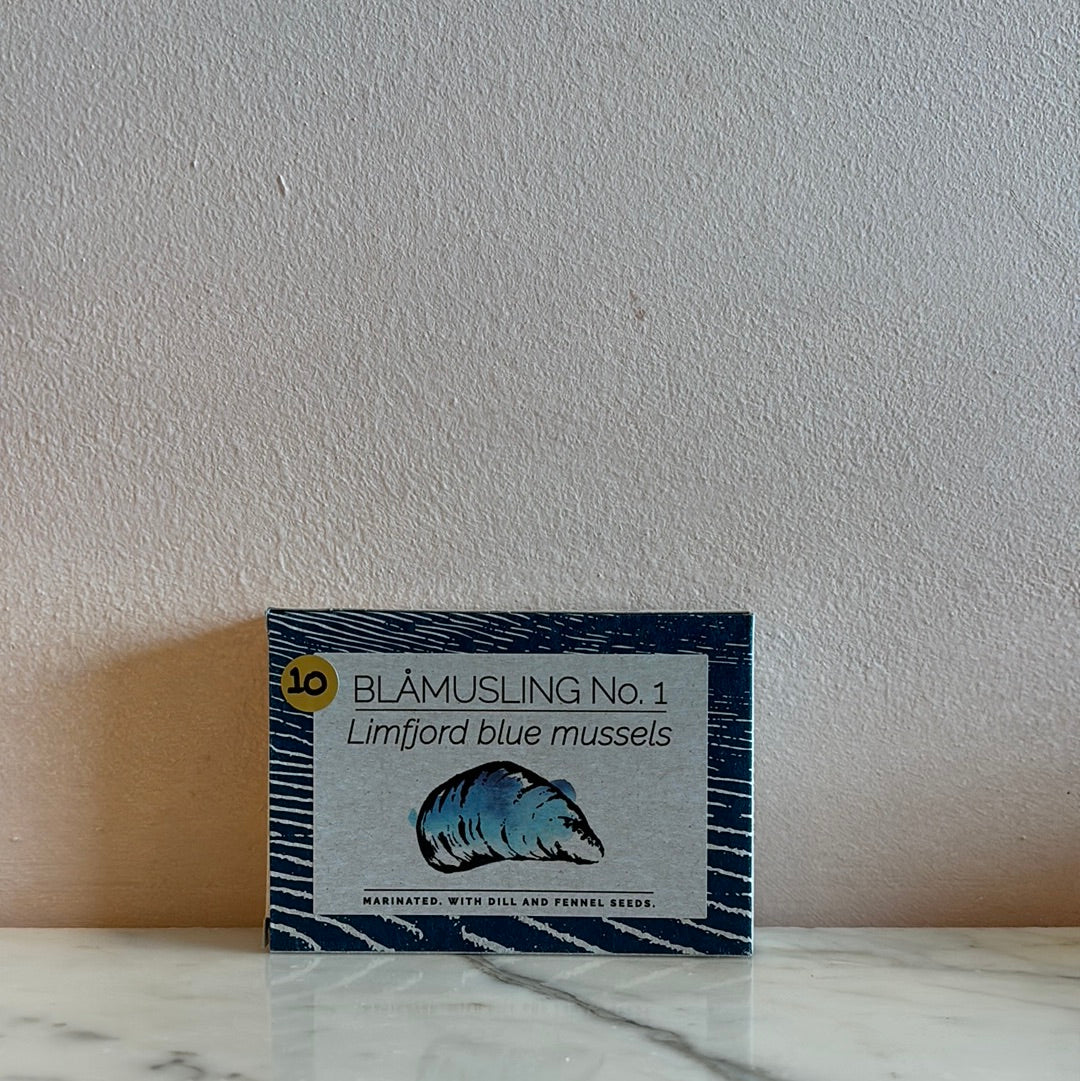 10
BLÅMUSLING No. 1
Limfjord blue mussels
MARINATED. WITH DILL AND FENNEL SEEDS.